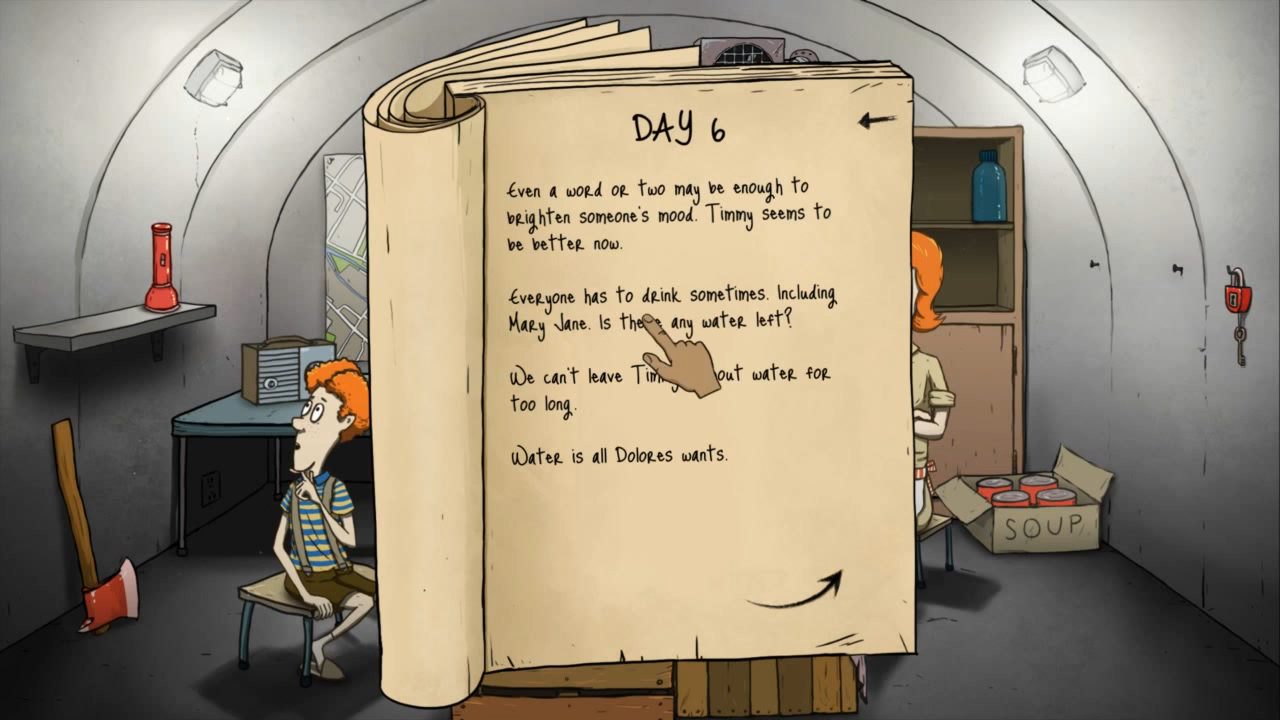 DAY 6
Even a word or two may be enough to
brighten someone's mood. Timmy seems to
be better now.
Everyone has to drink sometimes. Including
Mary Jane. Is any water left?
We can't leave water for
too long.
Water is all Dolores wants.
SOUP